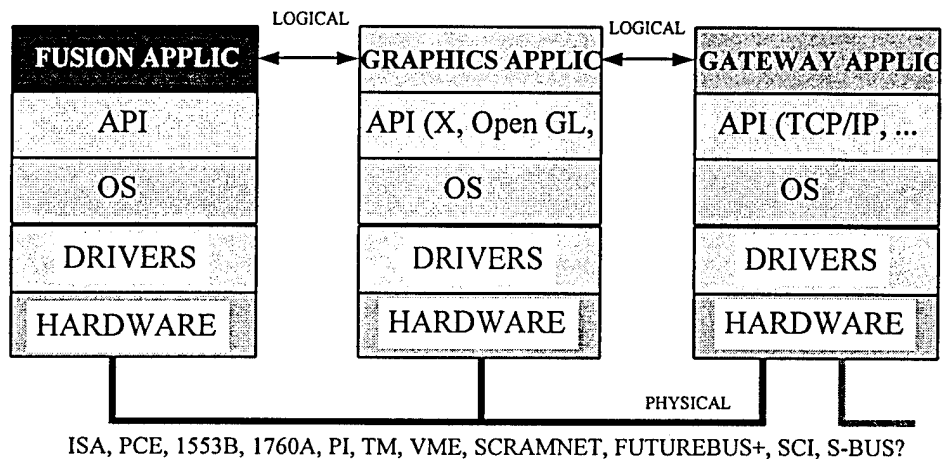 LOGICAL
LOGICAL
FUSION APPLIC
GRAPHICS APPLIC
GATEWAY APPLIC
API
API (X, Open GL,
API (TCP/IP, ...
OS
OS
OS
DRIVERS
DRIVERS
DRIVERS
HARDWARE
HARDWARE
HARDWARE
PHYSICAL
ISA, PCE, 1553B, 1760A, PI, TM, VME, SCRAMNET, FUTUREBUS+, SCI, S-BUS?